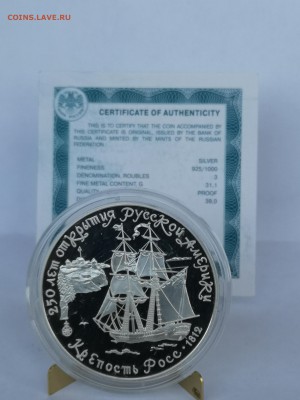 COINS.LAVE.RU
CERTIFICATE OF AUTHENTICITY
THIS IS TO CERTIFY THAT THE COIN ACCOMPANIED BY
THIS CERTIFICATE IS ORIGINAL, ISSUED BY THE BANK OF
RUSSIA AND MINTED BY THE MINTS OF THE RUSSIAN
FEDERATION.
METAL SILVER
FINENESS 925/1000
DENOMINATION, ROUBLES 3
FINE METAL CONTENT, G 31,1
QUALITY PROOF
DIAMETER 39,0
250 ЛЕТ ОТКРЫТИЯ РУССКОЙ АМЕРИКИ
КРЕПОСТЬ РОСС · 1812